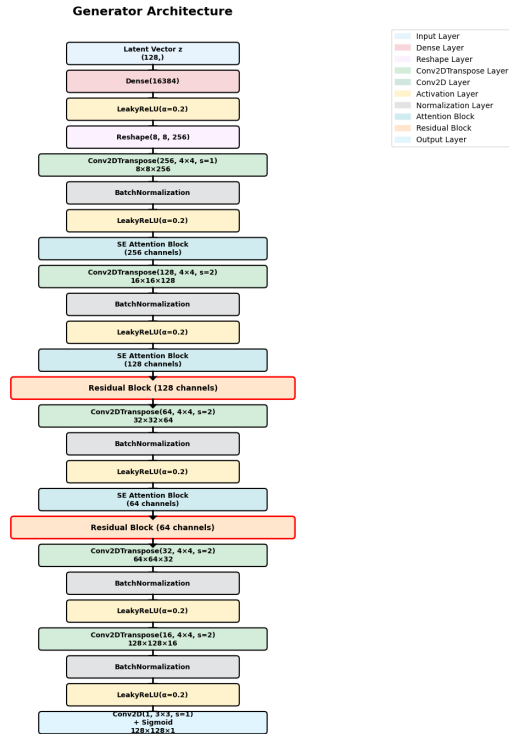 Generator Architecture
Latent Vector z
(128,)
Dense(16384)
LeakyReLU(α=0.2)
Reshape(8, 8, 256)
Conv2DTranspose(256, 4×4, s=1)
8×8×256
BatchNormalization
LeakyReLU(α=0.2)
SE Attention Block
(256 channels)
Conv2DTranspose(128, 4×4, s=2)
16×16×128
BatchNormalization
LeakyReLU(α=0.2)
SE Attention Block
(128 channels)
Residual Block (128 channels)
Conv2DTranspose(64, 4×4, s=2)
32×32×64
BatchNormalization
LeakyReLU(α=0.2)
SE Attention Block
(64 channels)
Residual Block (64 channels)
Conv2DTranspose(32, 4×4, s=2)
64×64×32
BatchNormalization
LeakyReLU(α=0.2)
Conv2DTranspose(16, 4×4, s=2)
128×128×16
BatchNormalization
LeakyReLU(α=0.2)
Conv2D(1, 3×3, s=1)
+ Sigmoid
128×128×1
Input Layer
Dense Layer
Reshape Layer
Conv2DTranspose Layer
Conv2D Layer
Activation Layer
Normalization Layer
Attention Block
Residual Block
Output Layer